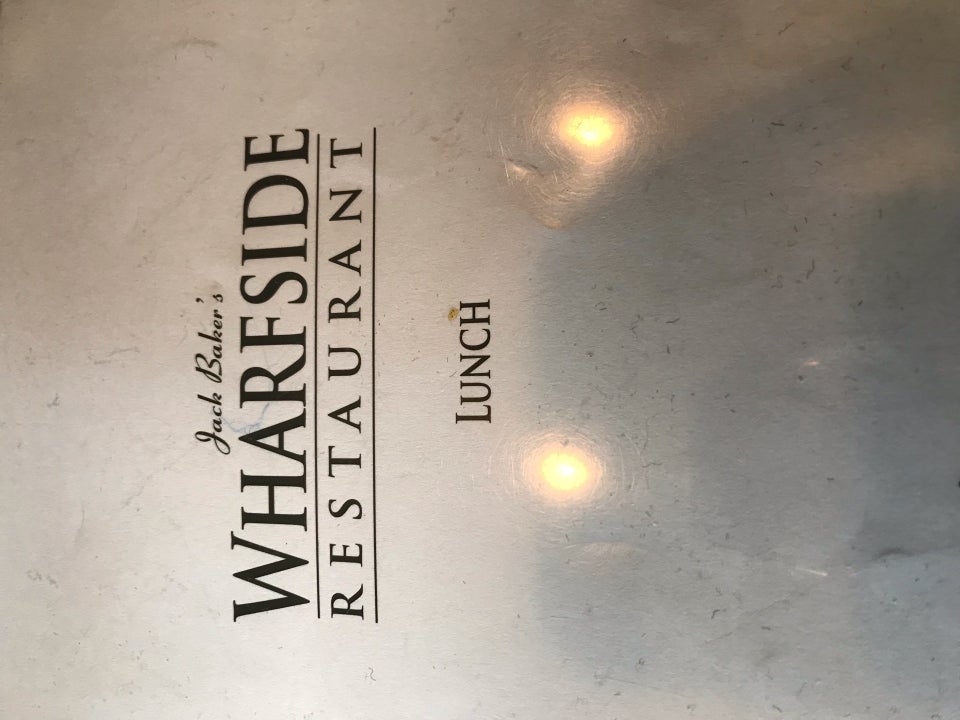 Jack Baker's
WHARFSIDE
RESTAURANT
LUNCH